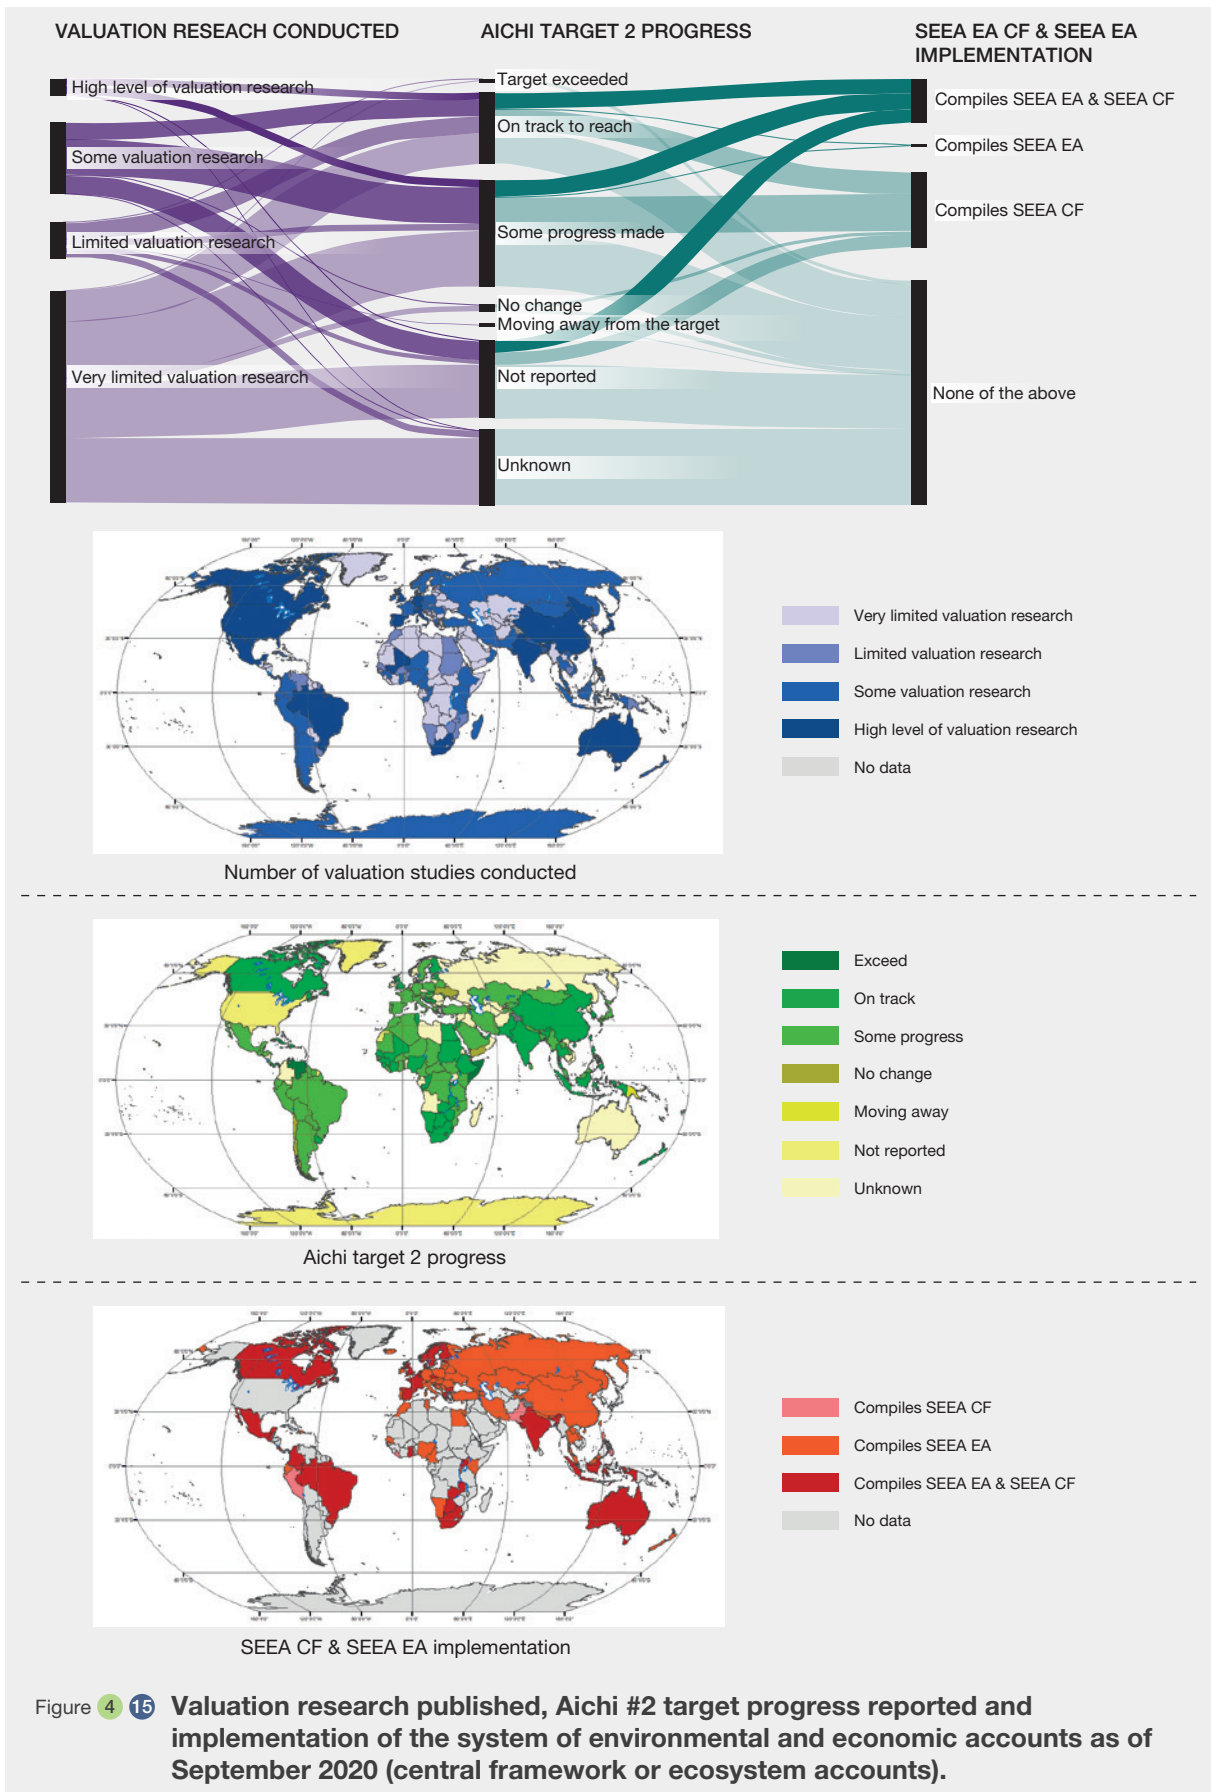 VALUATION RESEACH CONDUCTED
AICHI TARGET 2 PROGRESS
SEEA EA CF & SEEA EA
IMPLEMENTATION
High level of valuation research
Some valuation research
Limited valuation research
Very limited valuation research
Target exceeded
On track to reach
Some progress made
No change
Moving away from the target
Not reported
Unknown
Compiles SEEA EA & SEEA CF
Compiles SEEA EA
Compiles SEEA CF
None of the above
Very limited valuation research
Limited valuation research
Some valuation research
High level of valuation research
No data
Number of valuation studies conducted
Exceed
On track
Some progress
No change
Moving away
Not reported
Unknown
Aichi target 2 progress
Compiles SEEA CF
Compiles SEEA EA
Compiles SEEA EA & SEEA CF
No data
SEEA CF & SEEA EA implementation
Figure 4 15 Valuation research published, Aichi #2 target progress reported and
implementation of the system of environmental and economic accounts as of
September 2020 (central framework or ecosystem accounts).